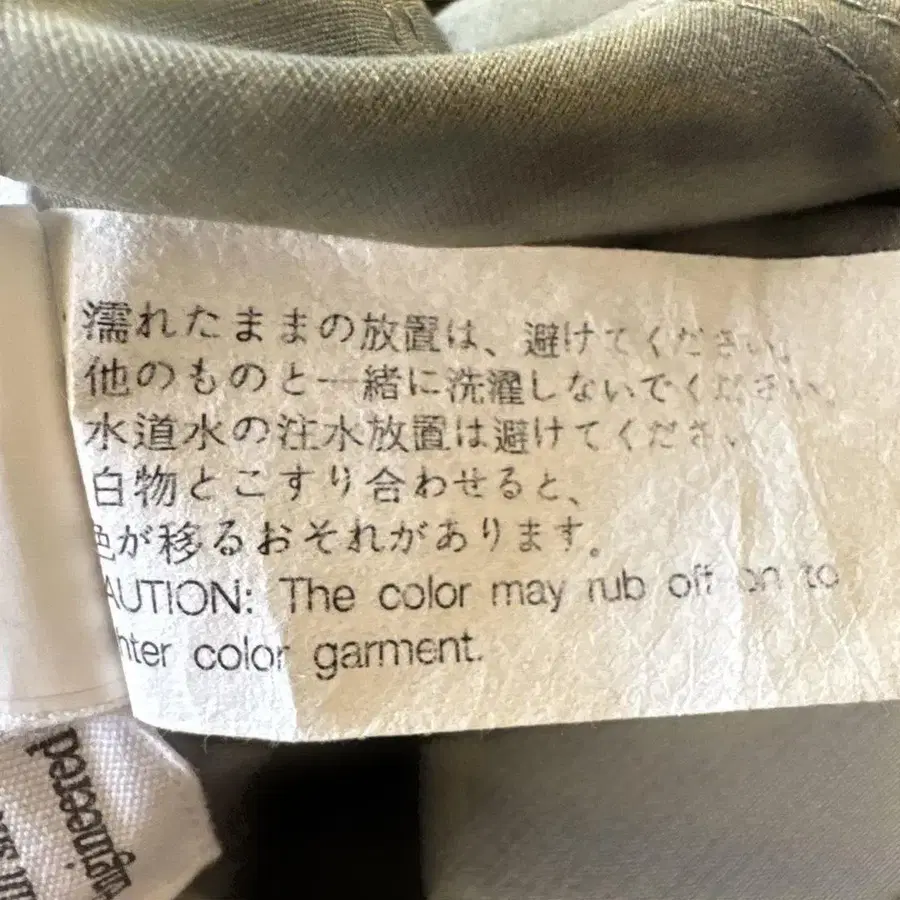 濡れたままの放置は、避けてください。
他のものと一緒に洗濯しないでください。
水道水の注水放置は避けてください
白物とこすり合わせると、
色が移るおそれがあります。
AUTION: The color may rub off on to
hter color garment.
ngineered